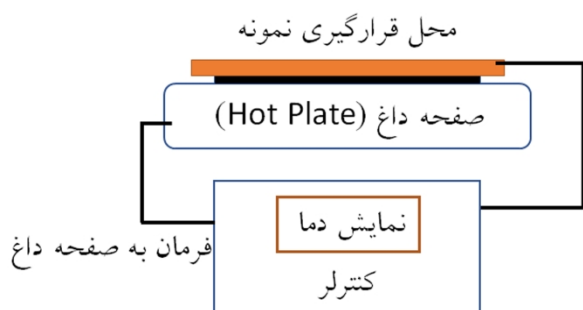 محل قرارگیری نمونه
صفحه داغ (Hot Plate)
نمایش دما
فرمان به صفحه داغ
کنترلر